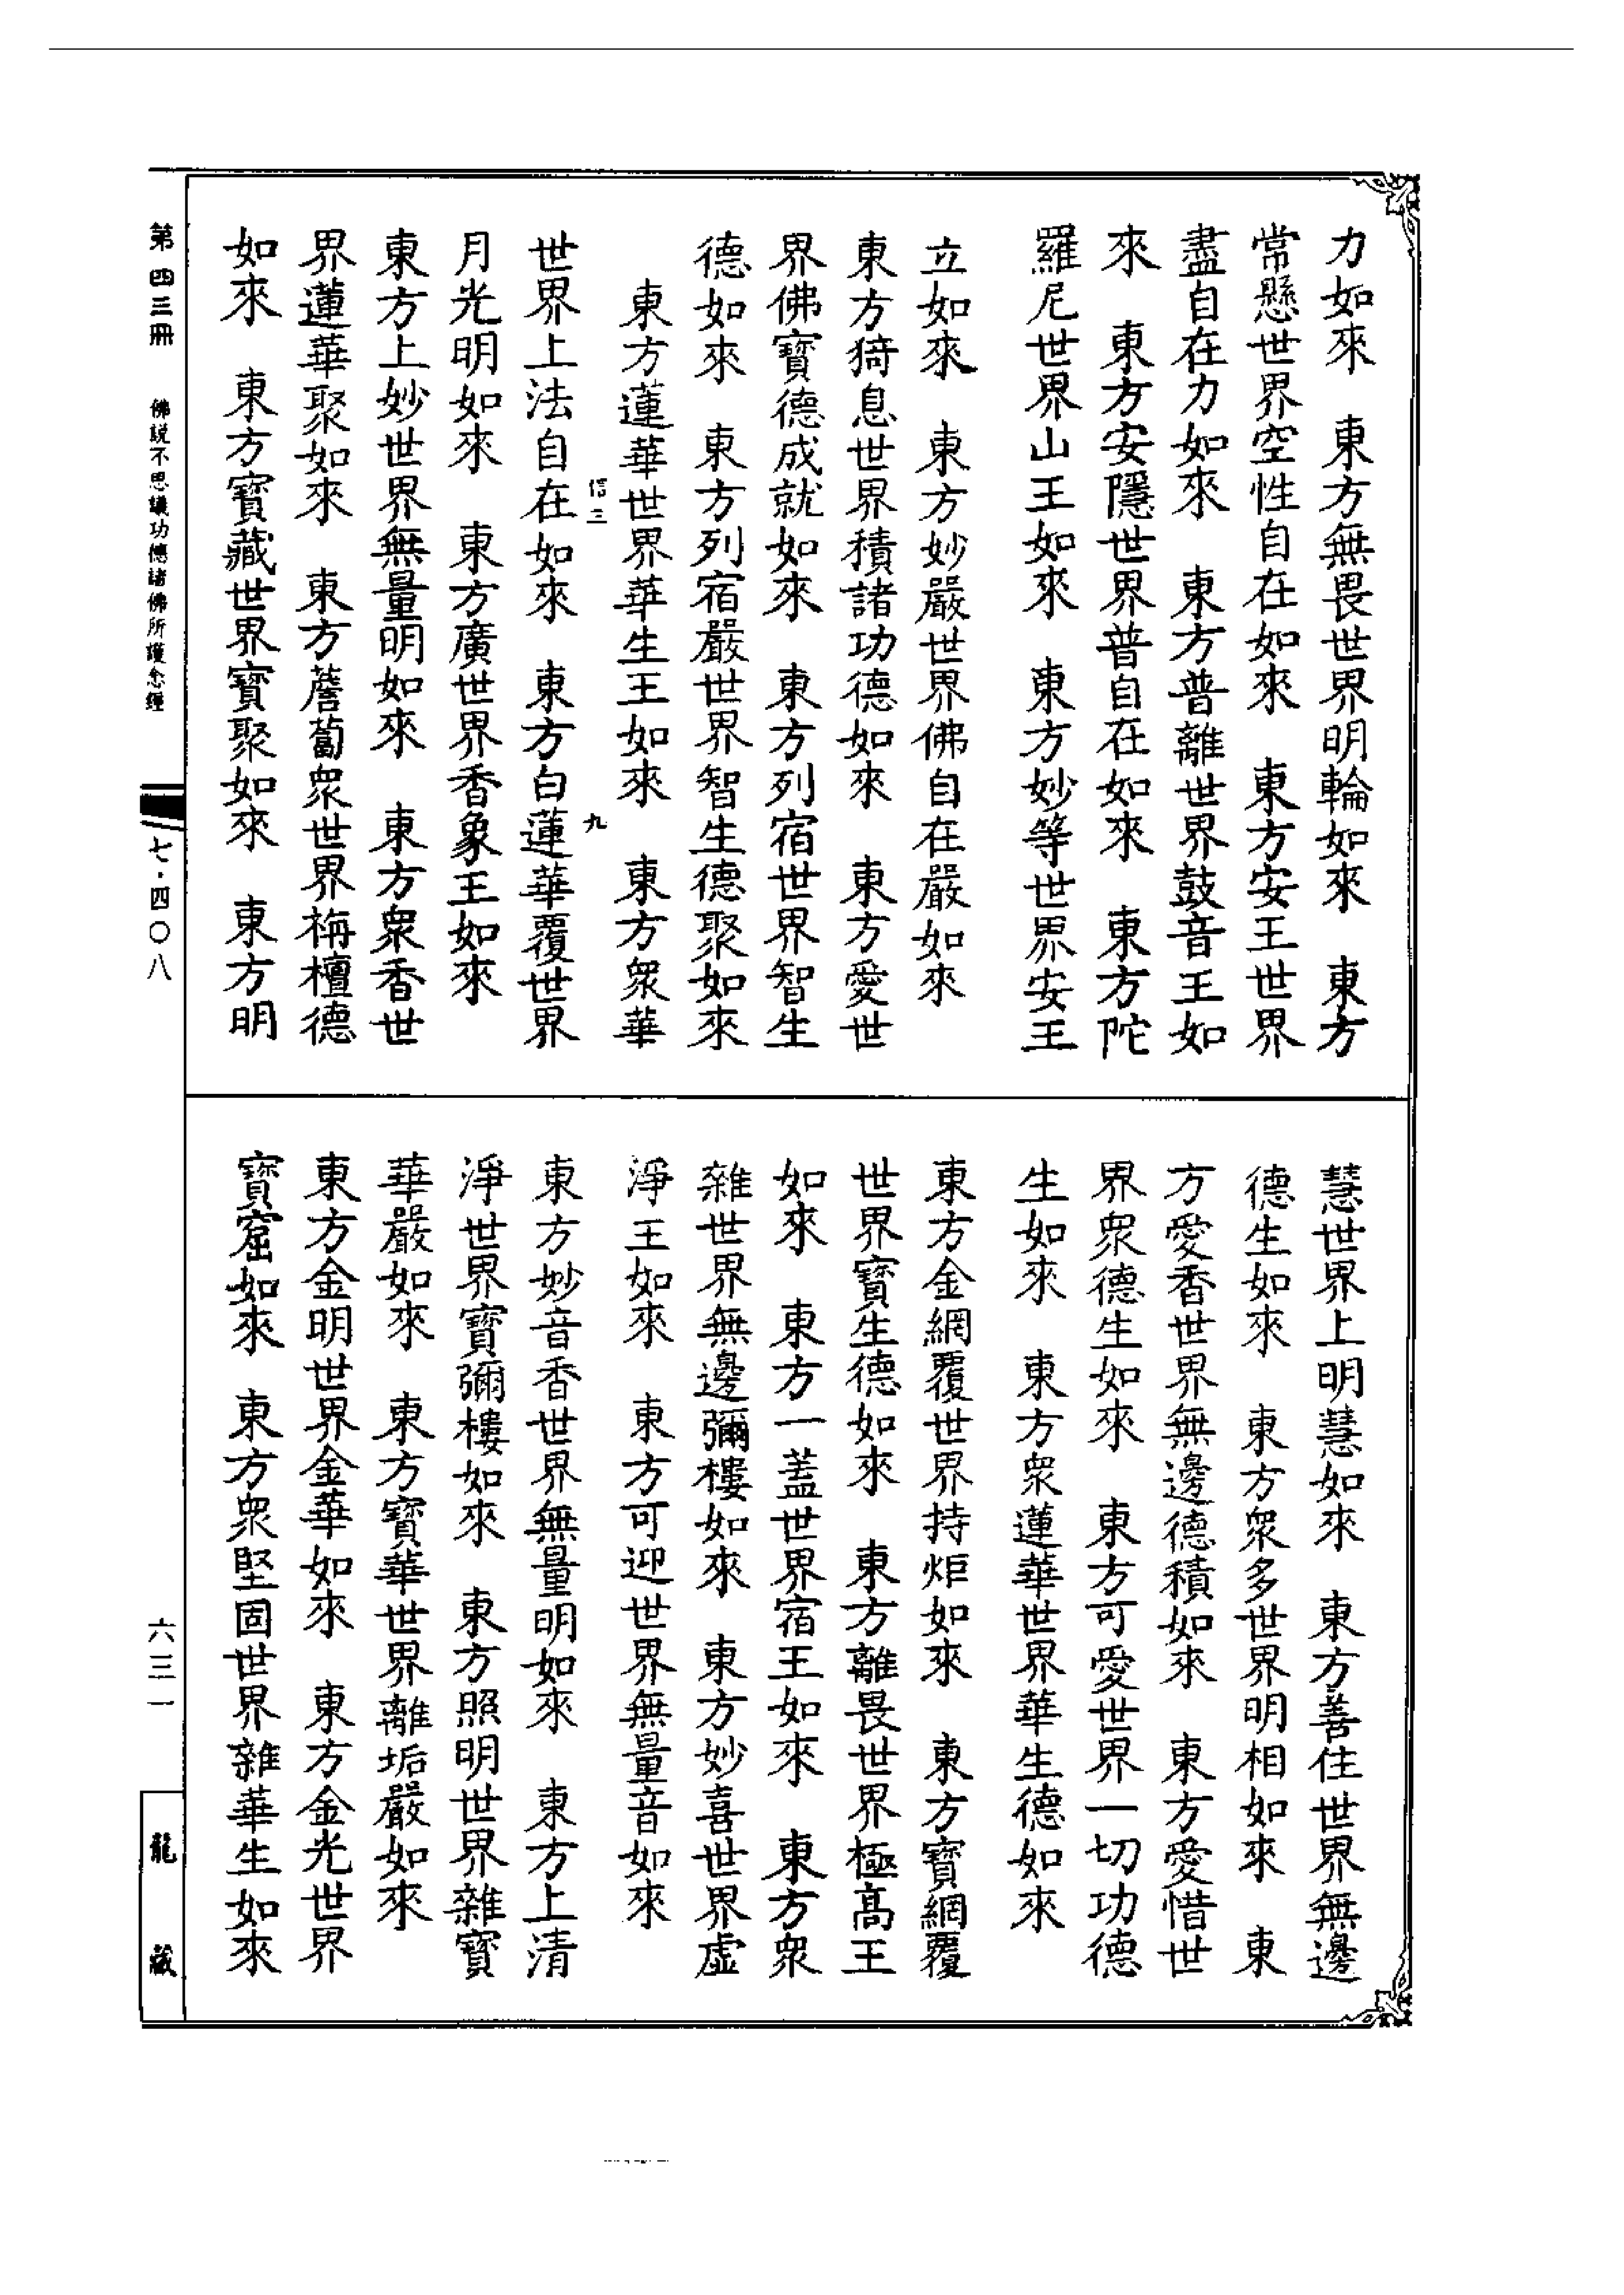 力如來　東方無畏世界明輪如來　東方
常懸世界空性自在如來　東方安王世界
盡自在力如來　東方普離世界鼓音王如
來　東方安隱世界普自在如來　東方陀
羅尼世界山王如來　東方妙等世界安王
立如來　東方妙嚴世界佛自在嚴如來
東方猗息世界積諸功德如來　東方愛世
界佛寶德成就如來　東方列宿世界智生
德如來　東方列宿嚴世界智生德聚如來
東方蓮華世界華生王如來　東方眾華
信三　九
世界上法自在如來　東方白蓮華覆世界
月光明如來　東方廣世界香象王如來
東方上妙世界無量明如來　東方眾香世
界蓮華聚如來　東方薝蔔眾世界栴檀德
如來　東方寶藏世界寶聚如來　東方明
慧世界上明慧如來　東方善住世界無邊
德生如來　東方眾多世界明相如來　東
方愛香世界無邊德積如來　東方愛惜世
界眾德生如來　東方可愛世界一切功德
生如來　東方眾蓮華世界華生德如來
東方金網覆世界持炬如來　東方寶網覆
世界寶生德如來　東方離畏世界極高王
如來　東方一蓋世界宿王如來　東方眾
雜世界無邊彌樓如來　東方妙喜世界虛
淨王如來　東方可迎世界無量音如來
東方妙音香世界無量明如來　東方上清
淨世界寶彌樓如來　東方照明世界雜寶
華嚴如來　東方寶華世界離垢嚴如來
東方金明世界金華如來　東方金光世界
寶窟如來　東方眾堅固世界雜華生如來
第四三冊　佛說不思議功德諸佛所護念經　七・四〇八　六三一　龍藏